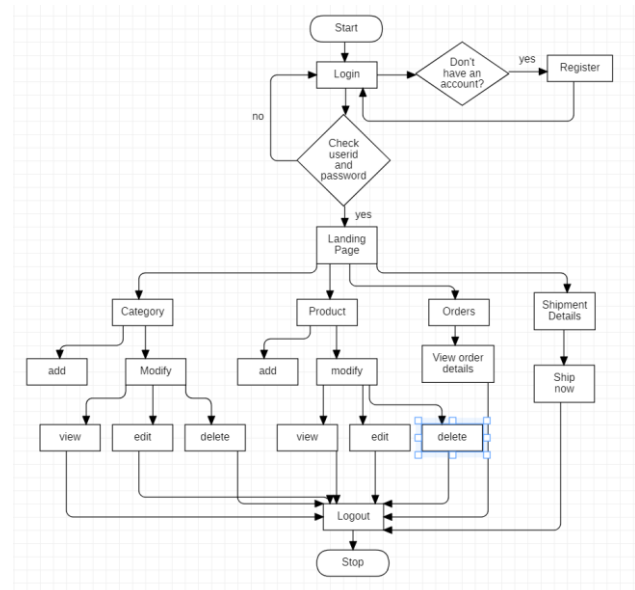 Start
Login
Don't
have an
account?
yes
Register
no
Check
userid
and
password
yes
Landing
Page
Category
Product
Orders
Shipment
Details
add
Modify
add
modify
View order
details
Ship
now
view
edit
delete
view
edit
delete
Logout
Stop